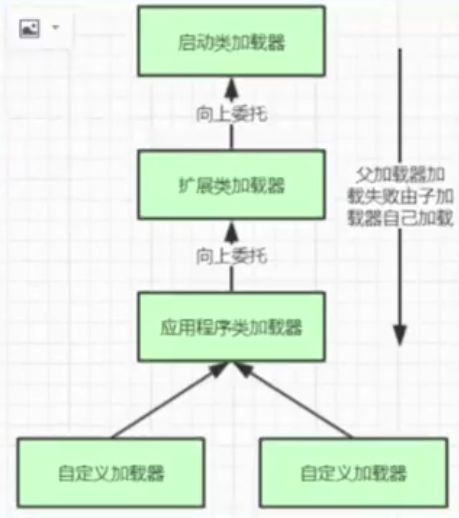 启动类加载器
向上委托
扩展类加载器
父加载器加
载失败由子加
载器自己加载
向上委托
应用程序类加载器
自定义加载器
自定义加载器